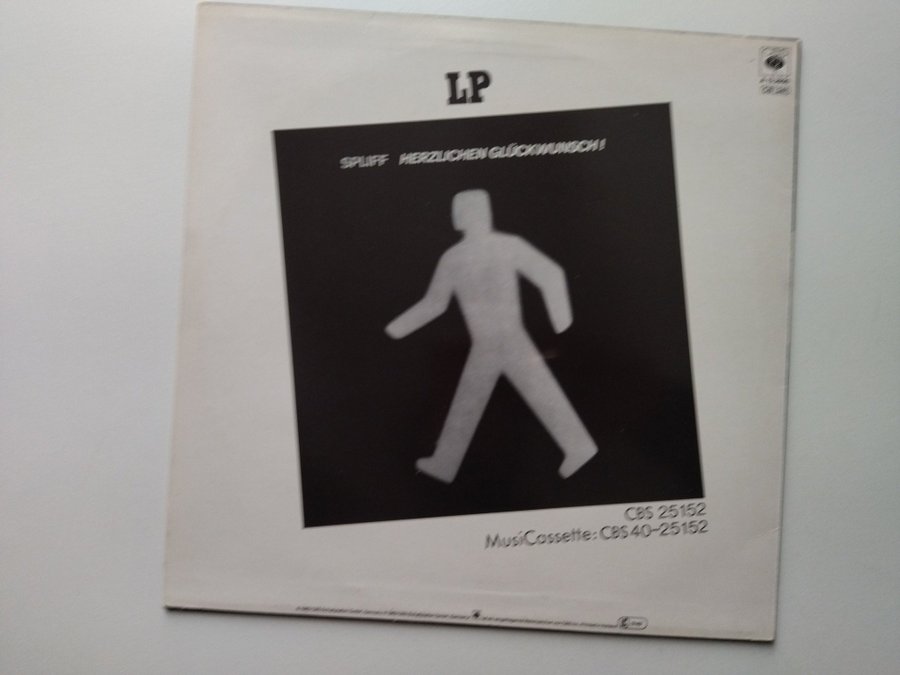 LP
SPLIFF HERZLICHEN GLÜCKWUNSCH!
CBS 25152
MusiCassette: CBS 40-25152